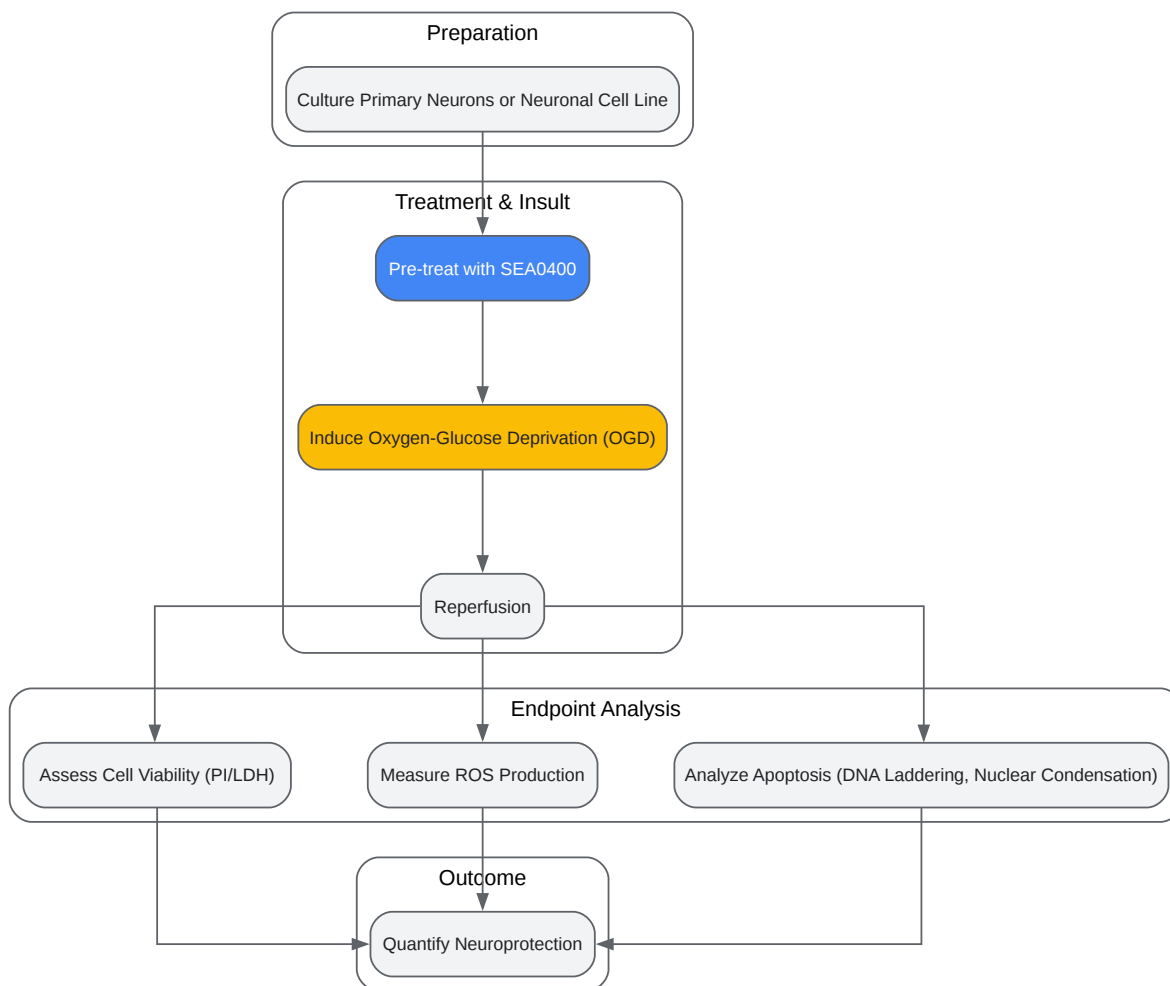 Preparation
Culture Primary Neurons or Neuronal Cell Line
Treatment & Insult
Pre-treat with SEA0400
Induce Oxygen-Glucose Deprivation (OGD)
Reperfusion
Endpoint Analysis
Assess Cell Viability (PI/LDH)
Measure ROS Production
Analyze Apoptosis (DNA Laddering, Nuclear Condensation)
Outcome
Quantify Neuroprotection